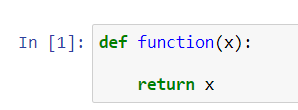 In [1]: def function(x):
return x